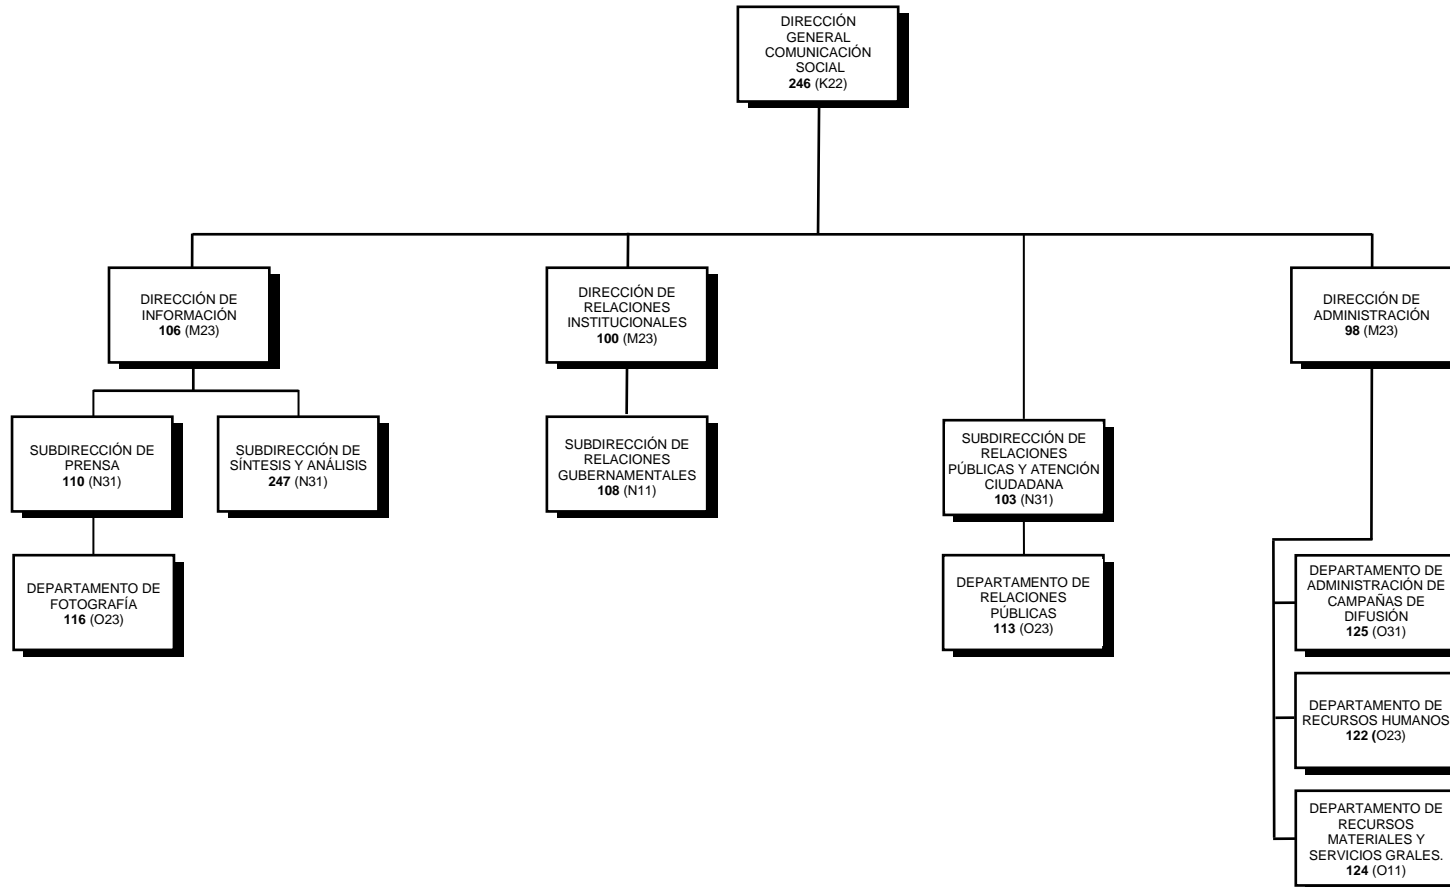 DIRECCIÓN
GENERAL
COMUNICACIÓN
SOCIAL
246 (K22)
DIRECCIÓN DE
INFORMACIÓN
106 (M23)
DIRECCIÓN DE
RELACIONES
INSTITUCIONALES
100 (M23)
DIRECCIÓN DE
ADMINISTRACIÓN
98 (M23)
SUBDIRECCIÓN DE
PRENSA
110 (N31)
SUBDIRECCIÓN DE
SÍNTESIS Y ANÁLISIS
247 (N31)
SUBDIRECCIÓN DE
RELACIONES
GUBERNAMENTALES
108 (N11)
SUBDIRECCIÓN DE
RELACIONES
PÚBLICAS Y ATENCIÓN
CIUDADANA
103 (N31)
DEPARTAMENTO DE
FOTOGRAFÍA
116 (O23)
DEPARTAMENTO DE
RELACIONES
PÚBLICAS
113 (O23)
DEPARTAMENTO DE
ADMINISTRACIÓN DE
CAMPAÑAS DE
DIFUSIÓN
125 (O31)
DEPARTAMENTO DE
RECURSOS HUMANOS
122 (O23)
DEPARTAMENTO DE
RECURSOS
MATERIALES Y
SERVICIOS GRALES.
124 (O11)